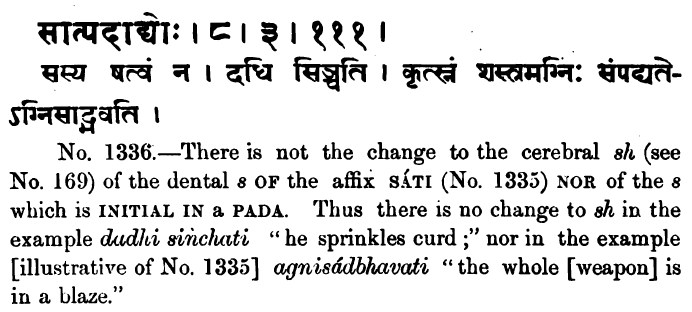 सात्पदाद्योः । ८ । ३ । १११ ।
सस्य षत्वं न । दधि सिञ्चति । कृत्स्नं शस्त्रमग्निः संपद्यते-
ऽग्निसाद्भवति ।
No. 1336.—There is not the change to the cerebral sh (see
No. 169) of the dental s OF the affix SÁTI (No. 1335) NOR of the s
which is INITIAL IN a PADA. Thus there is no change to sh in the
example dadhi sinchati “he sprinkles curd ;” nor in the example
[illustrative of No. 1335] agnisádbhavati “the whole [weapon] is
in a blaze.”